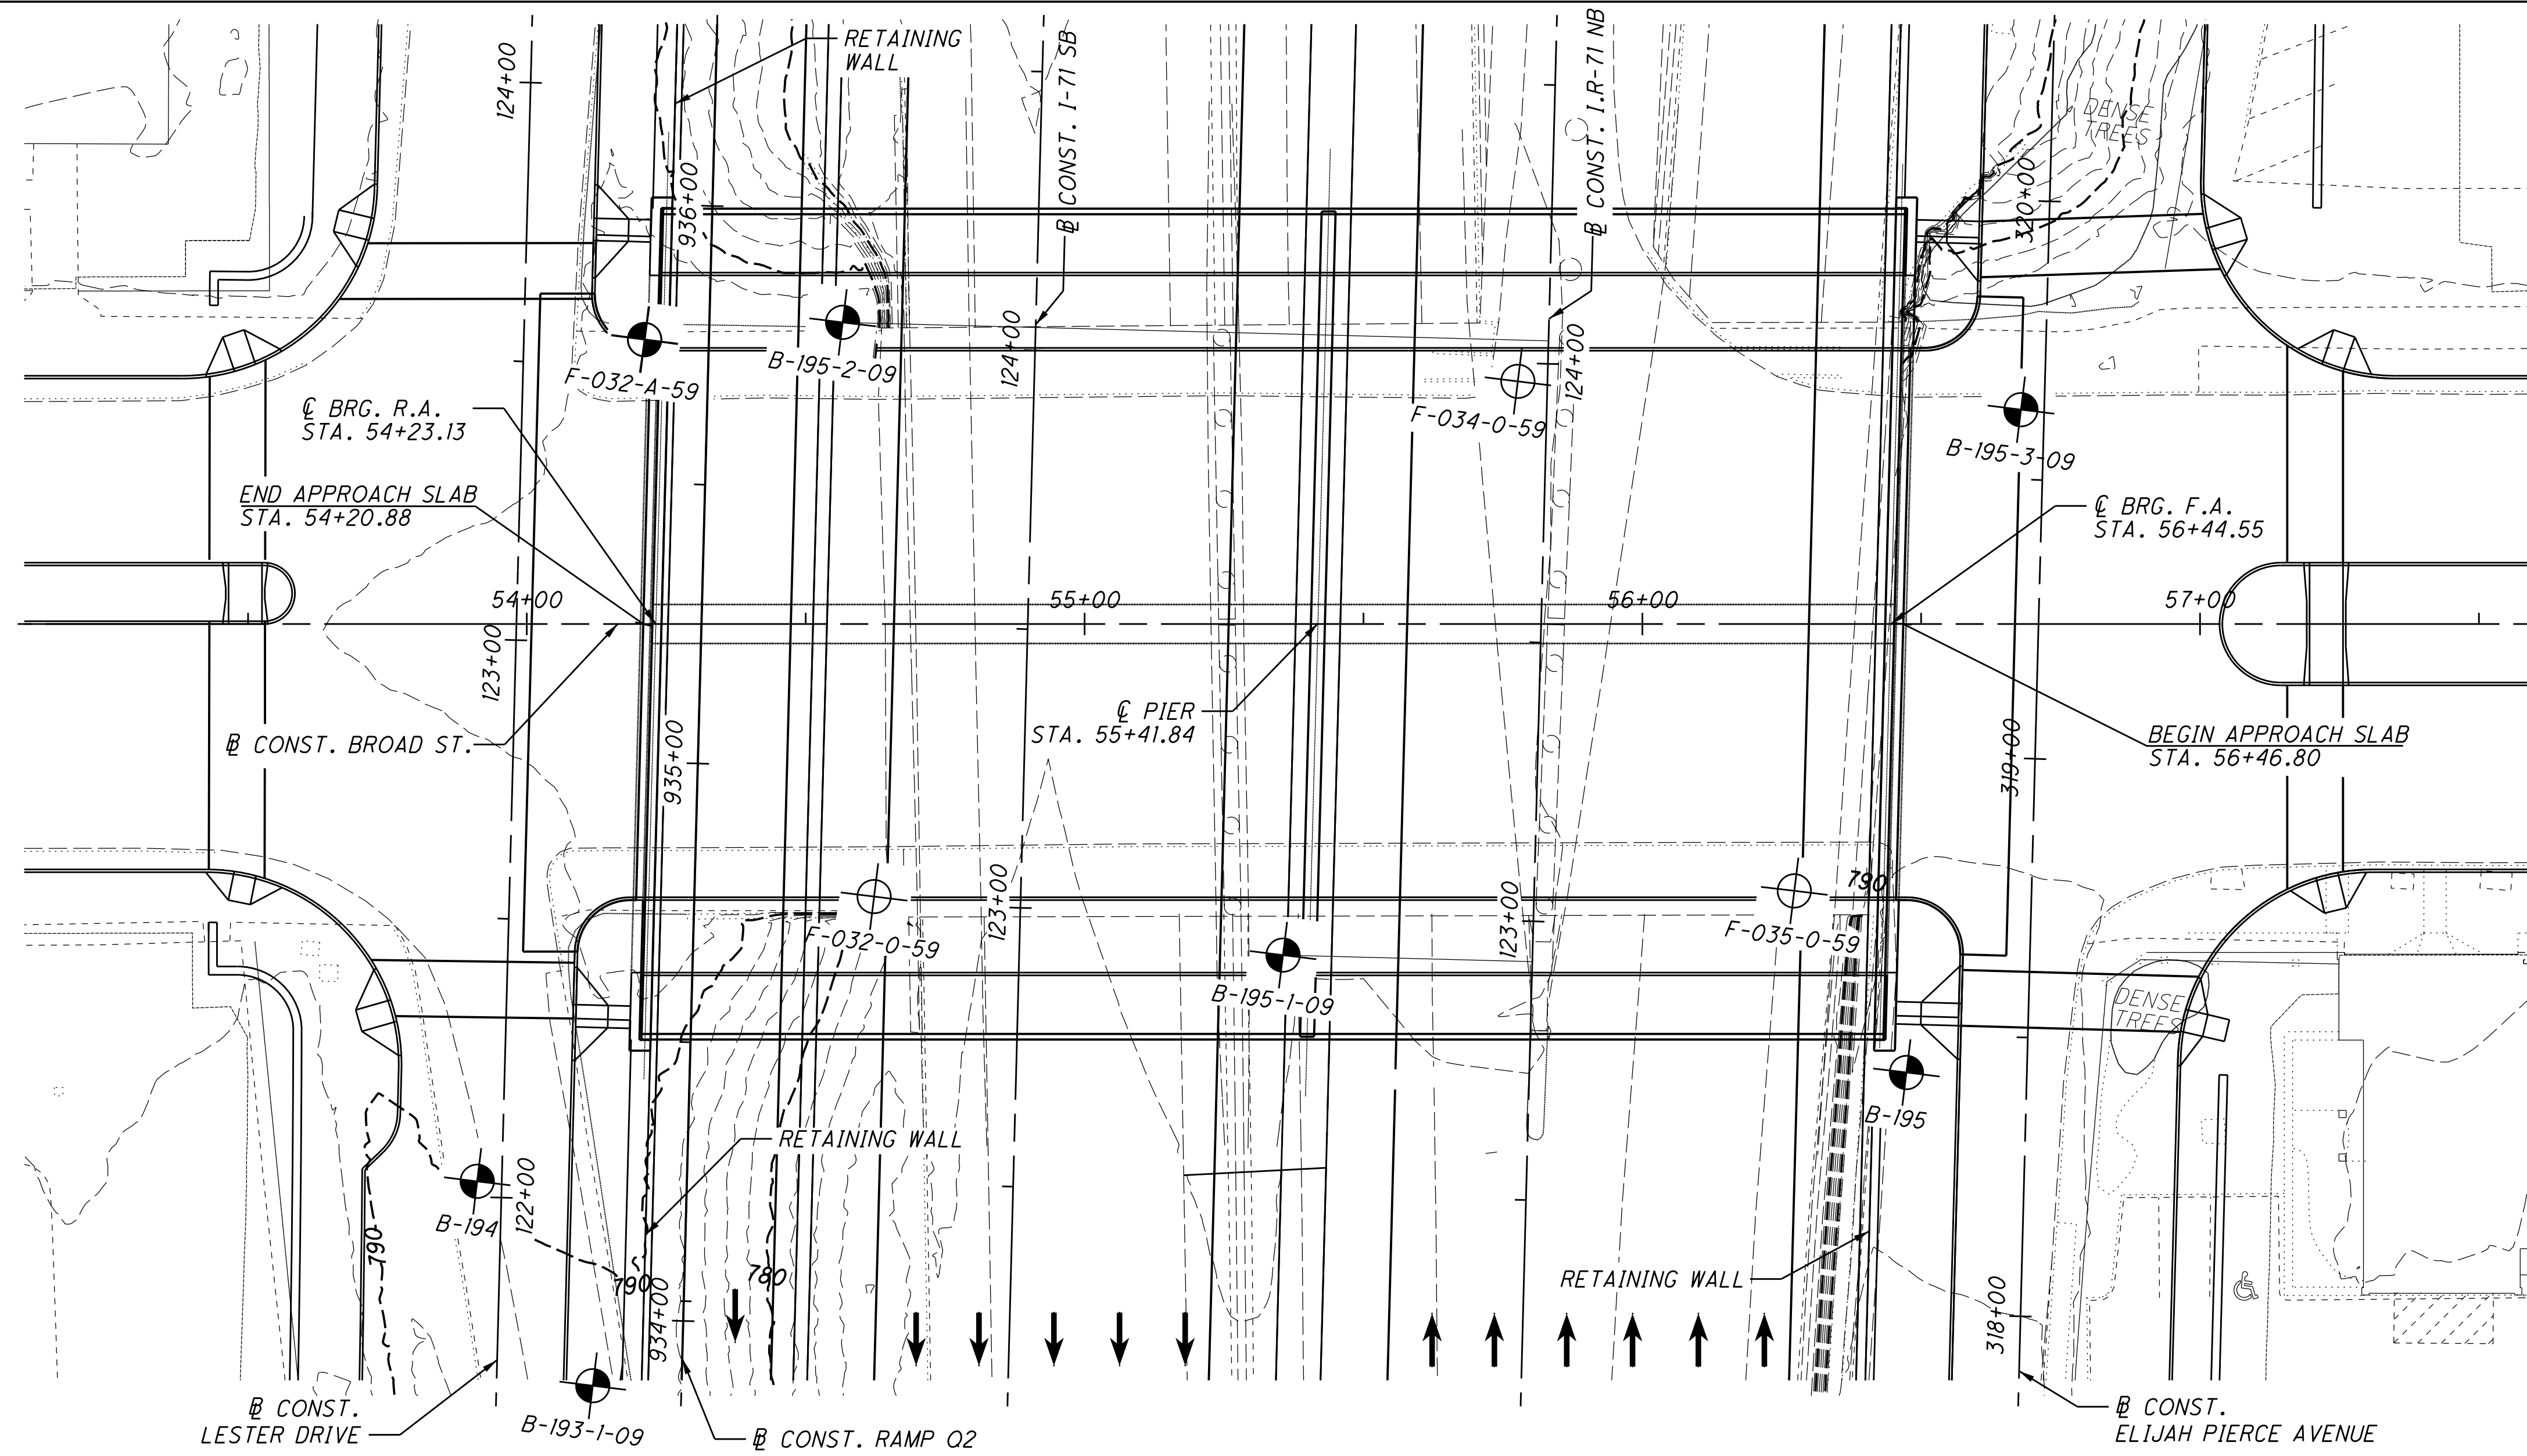 RETAINING
WALL
124+00
936+00
℄ CONST. I-71 SB
℄ CONST. I.R-71 NB
DENSE
TREES
320+00
124+00
124+00
F-032-A-59
B-195-2-09
F-034-0-59
B-195-3-09
℄ BRG. R.A.
STA. 54+23.13
END APPROACH SLAB
STA. 54+20.88
℄ BRG. F.A.
STA. 56+44.55
54+00
55+00
56+00
57+00
123+00
℄ CONST. BROAD ST.
935+00
℄ PIER
STA. 55+41.84
319+00
BEGIN APPROACH SLAB
STA. 56+46.80
790
123+00
123+00
F-032-0-59
F-035-0-59
B-195-1-09
DENSE
TREES
B-195
RETAINING WALL
B-194
122+00
790
790
780
934+00
RETAINING WALL
318+00
℄ CONST.
LESTER DRIVE
B-193-1-09
℄ CONST. RAMP Q2
℄ CONST.
ELIJAH PIERCE AVENUE